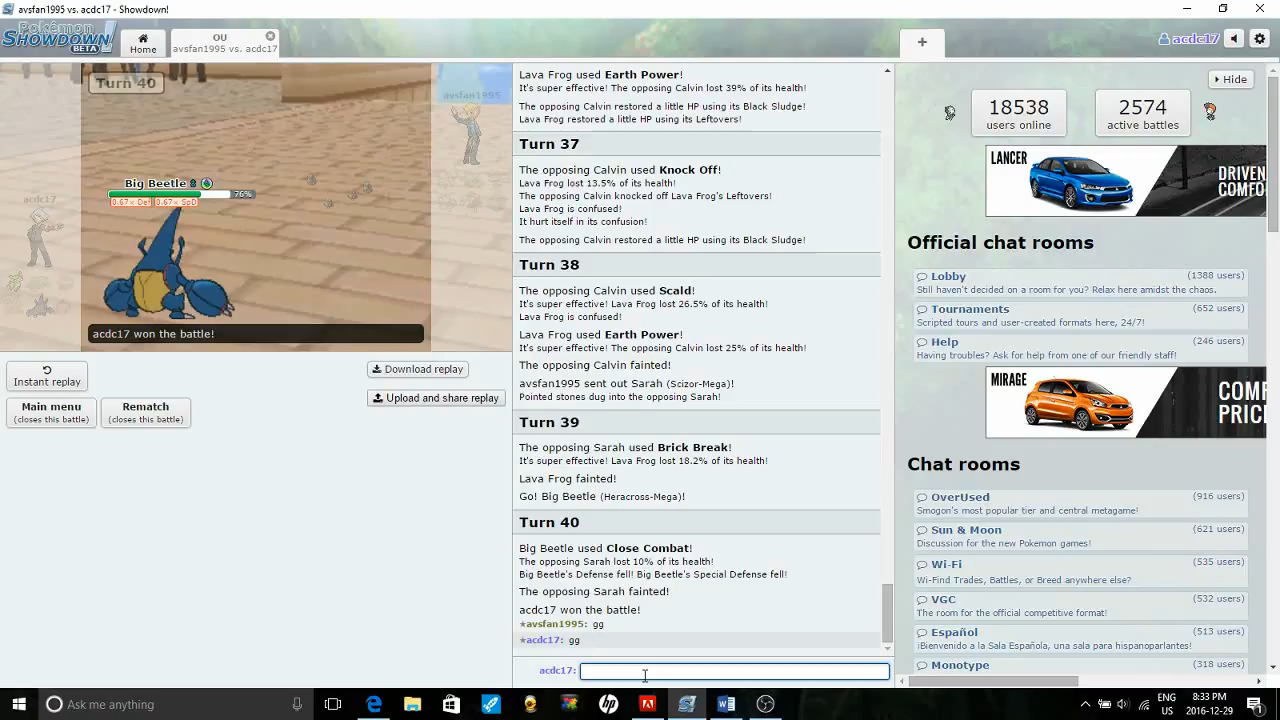 avsfan1995 vs. acdc17 - Showdown!
Pokémon
SHOWDOWN!
BETA
Home
OU
avsfan1995 vs. acdc17
+
acdc17
Turn 40
avsfan1995
acdc17
Big Beetle 76%
0.67× Def 0.67× SpD
acdc17 won the battle!
Instant replay
Download replay
Upload and share replay
Main menu
(closes this battle)
Rematch
(closes this battle)
Lava Frog used Earth Power!
It's super effective! The opposing Calvin lost 39% of its health!
The opposing Calvin restored a little HP using its Black Sludge!
Lava Frog restored a little HP using its Leftovers!
Turn 37
The opposing Calvin used Knock Off!
Lava Frog lost 13.5% of its health!
The opposing Calvin knocked off Lava Frog's Leftovers!
Lava Frog is confused!
It hurt itself in its confusion!
The opposing Calvin restored a little HP using its Black Sludge!
Turn 38
The opposing Calvin used Scald!
It's super effective! Lava Frog lost 26.5% of its health!
Lava Frog is confused!
Lava Frog used Earth Power!
It's super effective! The opposing Calvin lost 25% of its health!
The opposing Calvin fainted!
avsfan1995 sent out Sarah (Scizor-Mega)!
Pointed stones dug into the opposing Sarah!
Turn 39
The opposing Sarah used Brick Break!
It's super effective! Lava Frog lost 18.2% of its health!
Lava Frog fainted!
Go! Big Beetle (Heracross-Mega)!
Turn 40
Big Beetle used Close Combat!
The opposing Sarah lost 10% of its health!
Big Beetle's Defense fell! Big Beetle's Special Defense fell!
The opposing Sarah fainted!
acdc17 won the battle!
★avsfan1995: gg
★acdc17: gg
acdc17:
Hide
18538
users online
2574
active battles
LANCER
DRIVEN
COMFO
Official chat rooms
Lobby (1388 users)
Still haven't decided on a room for you? Relax here amidst the chaos.
Tournaments (652 users)
Scripted tours and user-created formats here, 24/7!
Help (246 users)
Having troubles? Ask for help from one of our friendly staff!
MIRAGE
COMP
PRICE
Chat rooms
OverUsed (916 users)
Smogon's most popular tier and central metagame!
Sun & Moon (621 users)
Discussion for the new Pokemon games!
Wi-Fi (535 users)
Wi-Find Trades, Battles, or Breed anywhere else?
VGC (532 users)
The room for the official competitive format!
Español (513 users)
¡Bienvenido a la Sala Española, una sala para hispanoparlantes!
Monotype (318 users)
Ask me anything
ENG
US
8:33 PM
2016-12-29